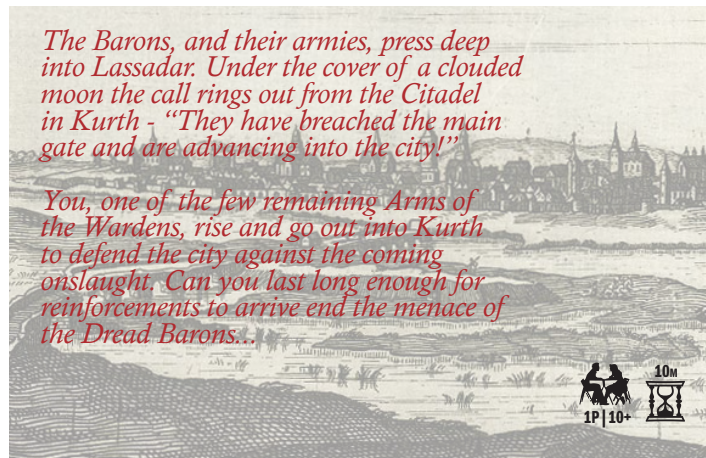 The Barons, and their armies, press deep
into Lassadar. Under the cover of a clouded
moon the call rings out from the Citadel
in Kurth - “They have breached the main
gate and are advancing into the city!”
You, one of the few remaining Arms of
the Wardens, rise and go out into Kurth
to defend the city against the coming
onslaught. Can you last long enough for
reinforcements to arrive end the menace of
the Dread Barons...
10M
1P|10+